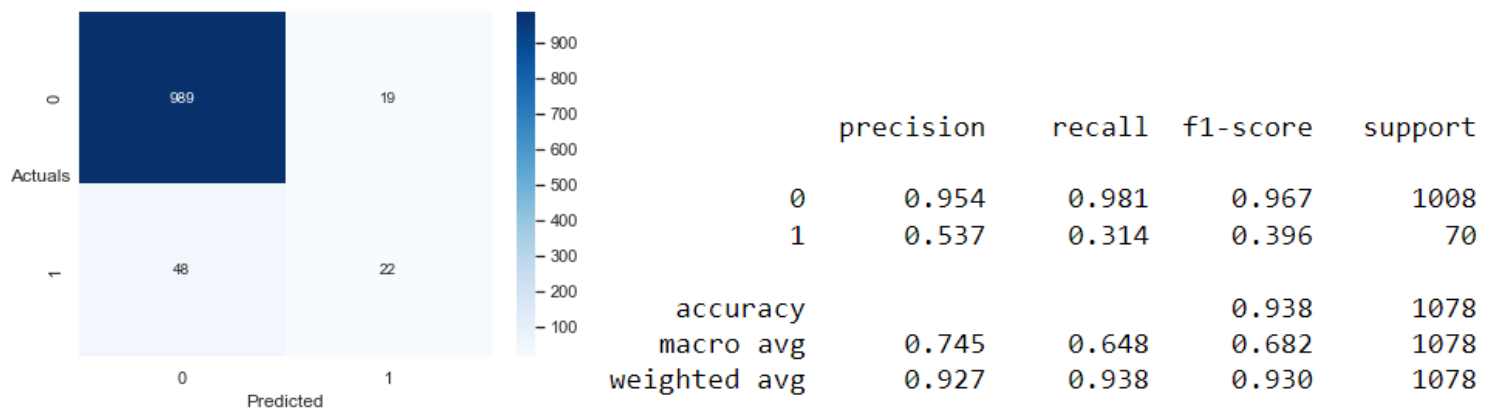 900
800
700
600
500
400
300
200
100
0
989
19
Actuals
1
48
22
0
1
Predicted
precision recall f1-score support
0 0.954 0.981 0.967 1008
1 0.537 0.314 0.396 70
accuracy 0.938 1078
macro avg 0.745 0.648 0.682 1078
weighted avg 0.927 0.938 0.930 1078